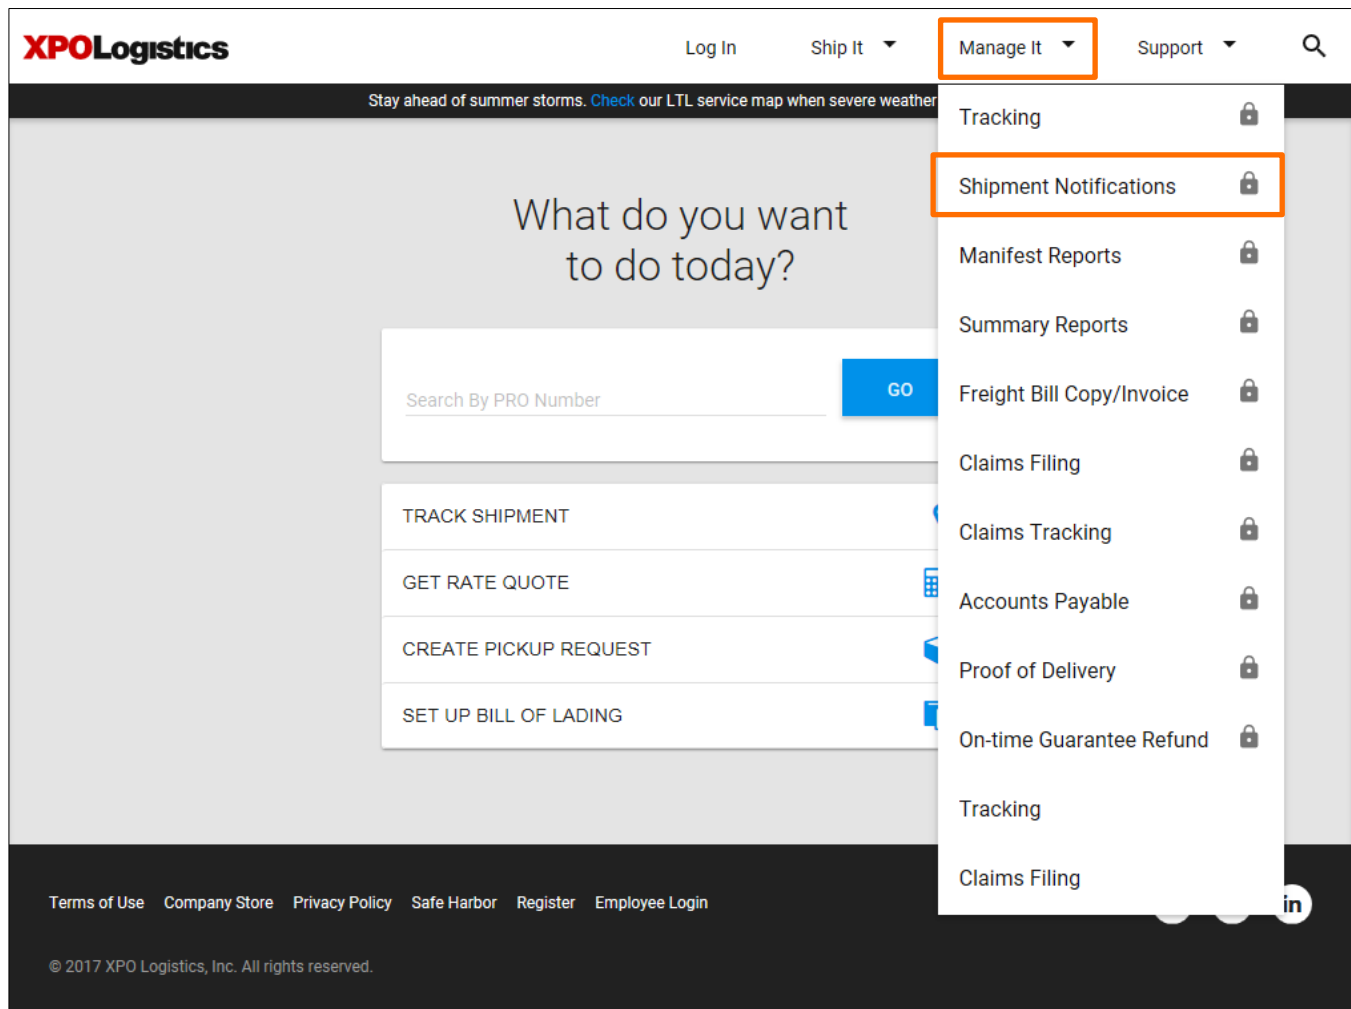 XPOLogistics
Log In
Ship It
Manage It
Support
Stay ahead of summer storms. Check our LTL service map when severe weather
Tracking
Shipment Notifications
Manifest Reports
Summary Reports
Freight Bill Copy/Invoice
Claims Filing
Claims Tracking
Accounts Payable
Proof of Delivery
On-time Guarantee Refund
Tracking
Claims Filing
What do you want
to do today?
Search By PRO Number
GO
TRACK SHIPMENT
GET RATE QUOTE
CREATE PICKUP REQUEST
SET UP BILL OF LADING
Terms of Use Company Store Privacy Policy Safe Harbor Register Employee Login
in
© 2017 XPO Logistics, Inc. All rights reserved.